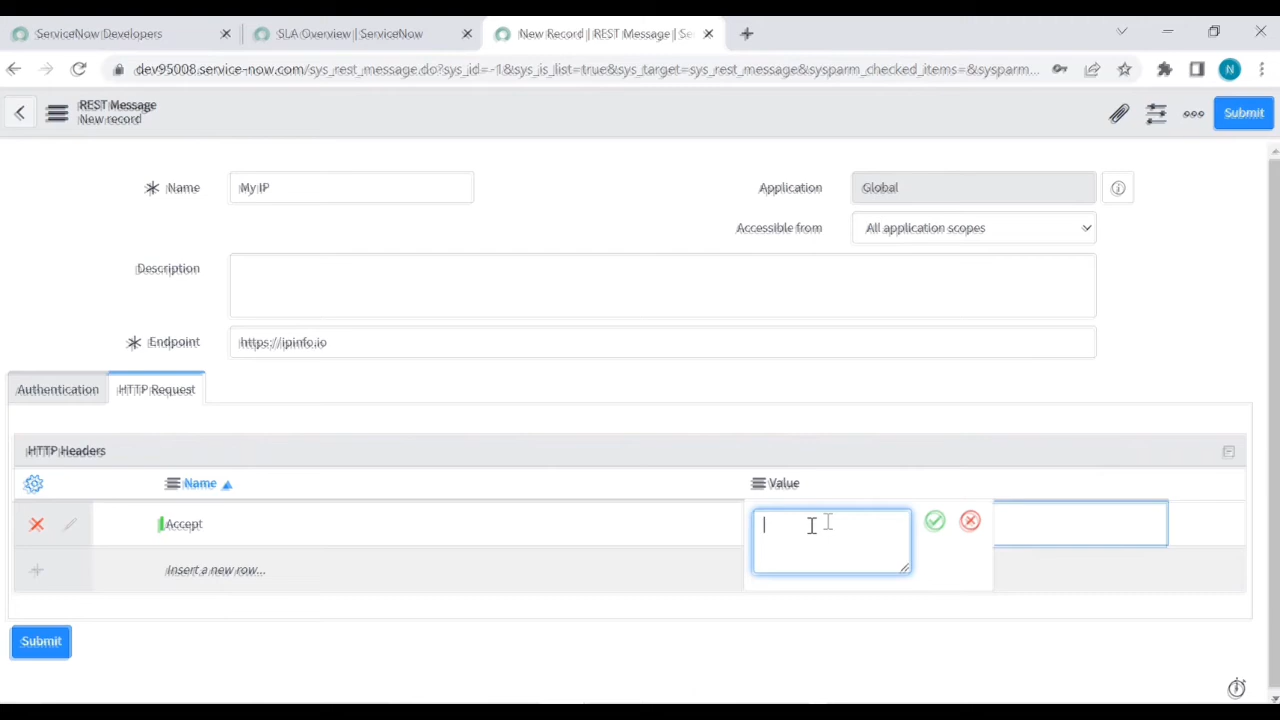 ServiceNow Developers
SLA Overview | ServiceNow
New Record | REST Message | Se
dev95008.service-now.com/sys_rest_message.do?sys_id=-1&sys_is_list=true&sys_target=sys_rest_message&sysparm_checked_items=&sysparm...
N
REST Message
New record
Submit
Name
My IP
Application
Global
Accessible from
All application scopes
Description
Endpoint
https://ipinfo.io
Authentication
HTTP Request
HTTP Headers
Name
Value
Accept
Insert a new row...
Submit